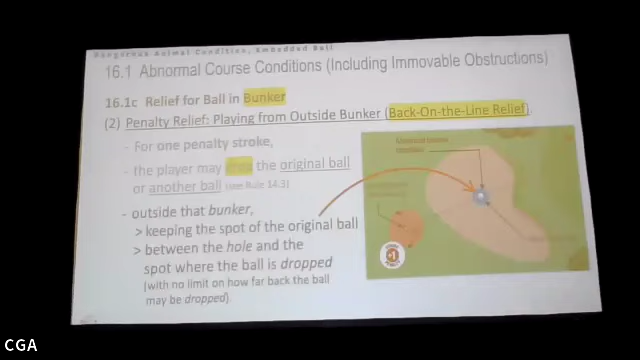 Dangerous Animal Condition, Embedded Ball
16.1 Abnormal Course Conditions (Including Immovable Obstructions)
16.1c Relief for Ball in Bunker
(2) Penalty Relief: Playing from Outside Bunker (Back-On-the-Line Relief)
- For one penalty stroke,
- the player may the original ball
or another ball (see Rule 14.3)
- outside that bunker,
> keeping the spot of the original ball
> between the hole and the
spot where the ball is dropped
(with no limit on how far back the ball
may be dropped).
CGA